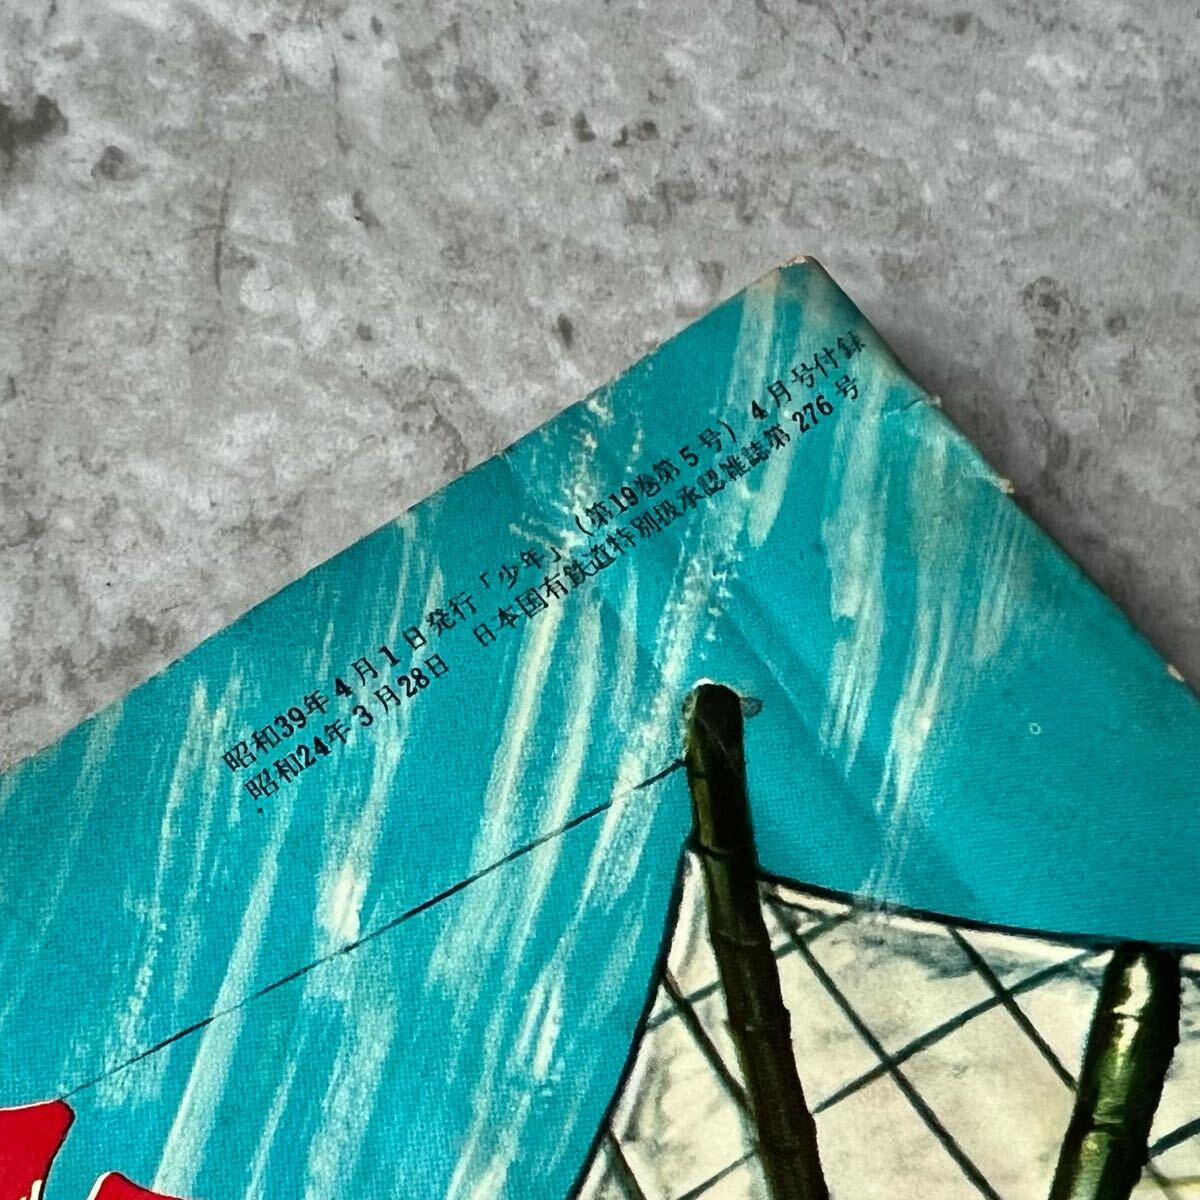 昭和39年4月1日発行「少年」(第19巻第5号)4月号付録
昭和24年3月28日 日本国有鉄道特別扱承認雑誌第276号